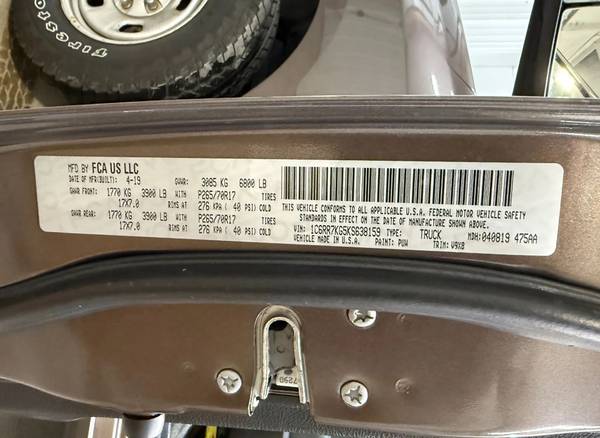 Firestone
MFD BY FCA US LLC
DATE OF MFR(BUILT): 4-19 GVWR: 3085 KG 6800 LB
GAWR FRONT: 1770 KG 3900 LB WITH P265/70R17 TIRES
17X7.0 RIMS AT 276 KPA ( 40 PSI) COLD
GAWR REAR: 1770 KG 3900 LB WITH P265/70R17 TIRES
17X7.0 RIMS AT 276 KPA ( 40 PSI) COLD
THIS VEHICLE CONFORMS TO ALL APPLICABLE U.S.A. FEDERAL MOTOR VEHICLE SAFETY
STANDARDS IN EFFECT ON THE DATE OF MANUFACTURE SHOWN ABOVE.
VIN: 1C6RR7KG5KS638159 TYPE: TRUCK MDH:040819 475AA
VEHICLE MADE IN U.S.A. PAINT: PUW TRIM: V9X8
7290